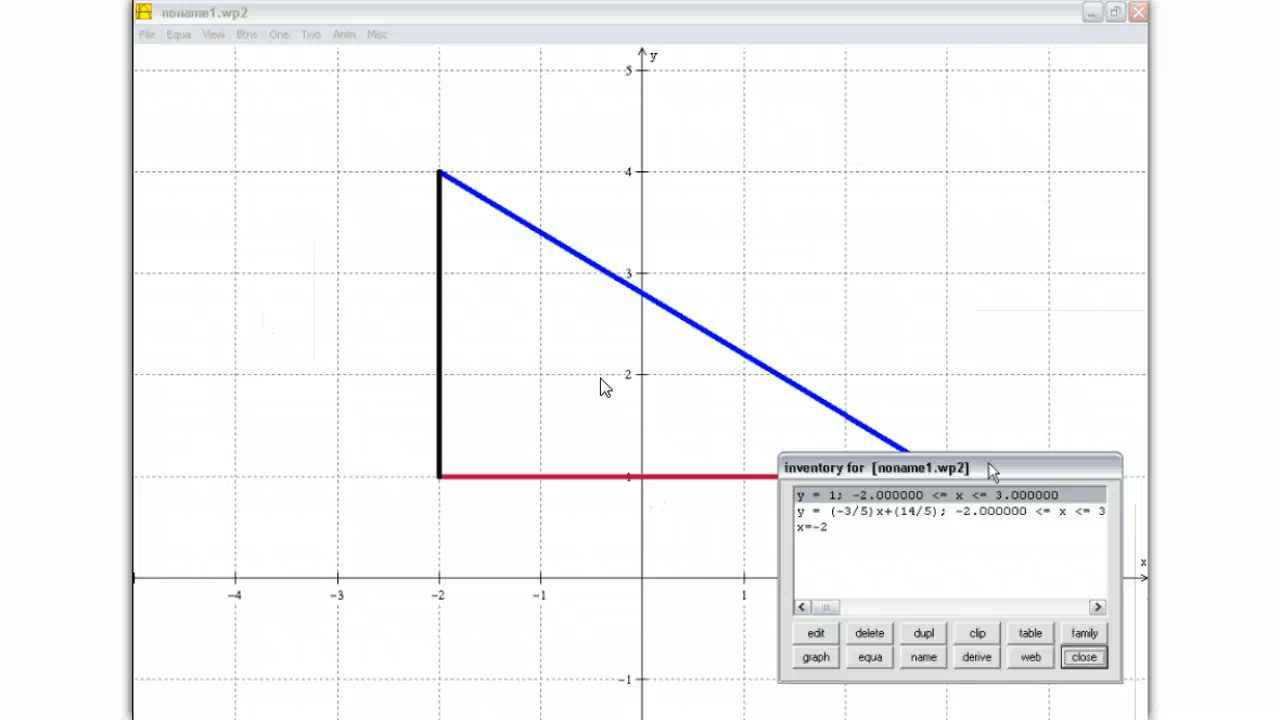 noname1.wp2
File Equa View Btns One Two Anim Misc
y
5
4
3
2
1
x
-4 -3 -2 -1 1
-1
inventory for [noname1.wp2]
y = 1; -2.000000 <= x <= 3.000000
y = (-3/5)x+(14/5); -2.000000 <= x <= 3
x=-2
edit delete dupl clip table family
graph equa name derive web close